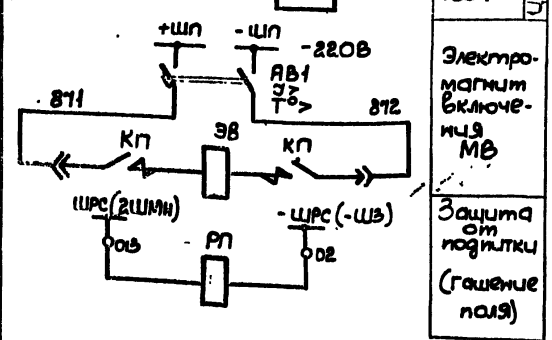 +ШП -ШП
-220В
АВ1
I>
T°>
871 872
КП ЭВ КП
ШРС(2ШМН) -ШРС(-ШЗ)
013 РП 02
Электро-
магнит
включе-
ния
МВ
Защита
от
подпитки
(гашение
поля)